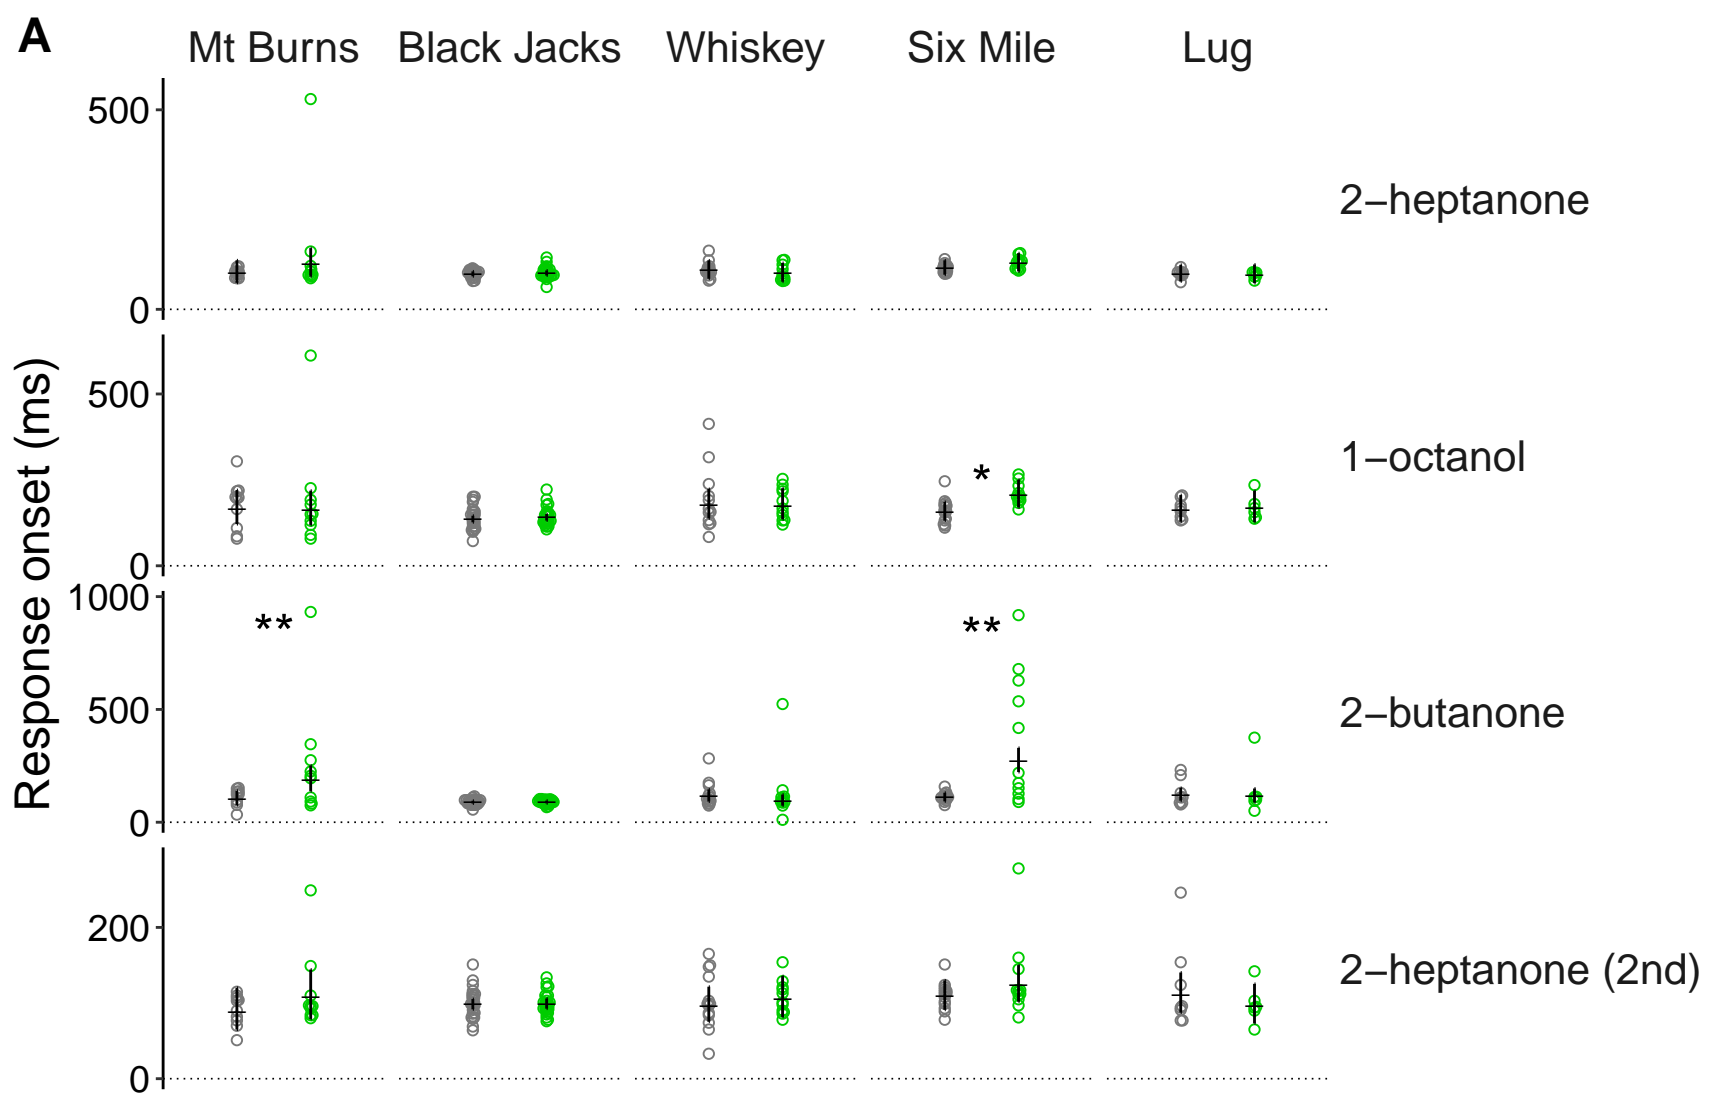 A
Mt Burns Black Jacks Whiskey Six Mile Lug
Response onset (ms)
500
0
2−heptanone
500
0
*
1−octanol
1000
500
0
** **
2−butanone
200
0
2−heptanone (2nd)